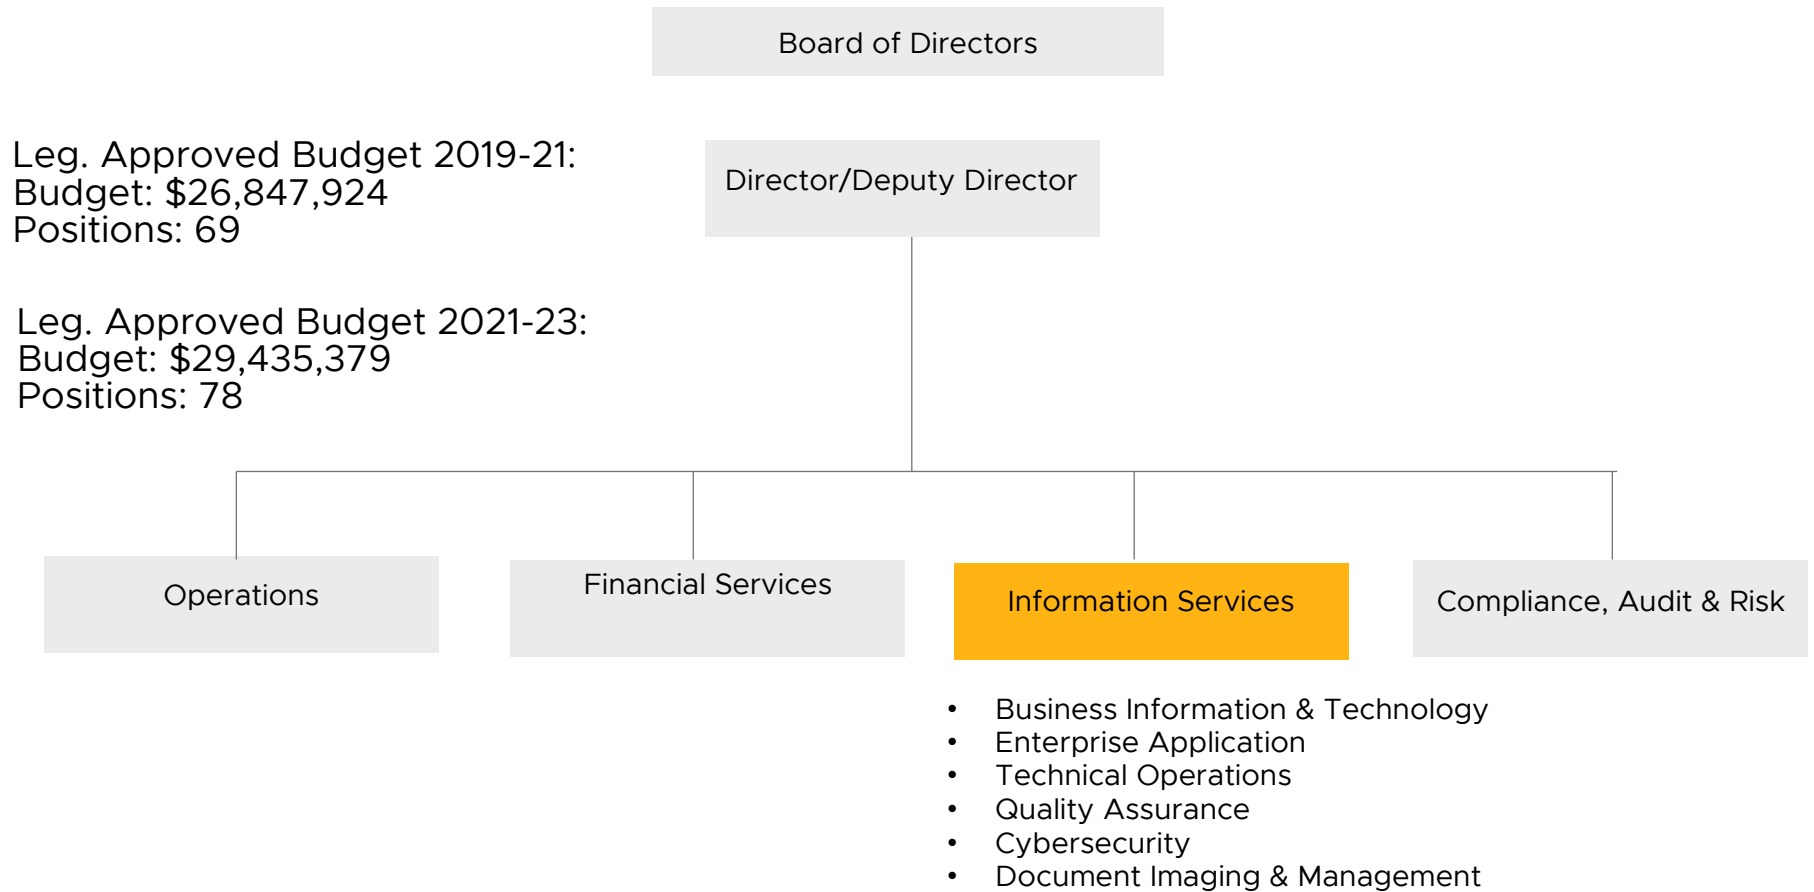 Board of Directors
Leg. Approved Budget 2019-21:
Budget: $26,847,924
Positions: 69
Director/Deputy Director
Leg. Approved Budget 2021-23:
Budget: $29,435,379
Positions: 78
Operations
Financial Services
Information Services
Compliance, Audit & Risk
• Business Information & Technology
• Enterprise Application
• Technical Operations
• Quality Assurance
• Cybersecurity
• Document Imaging & Management